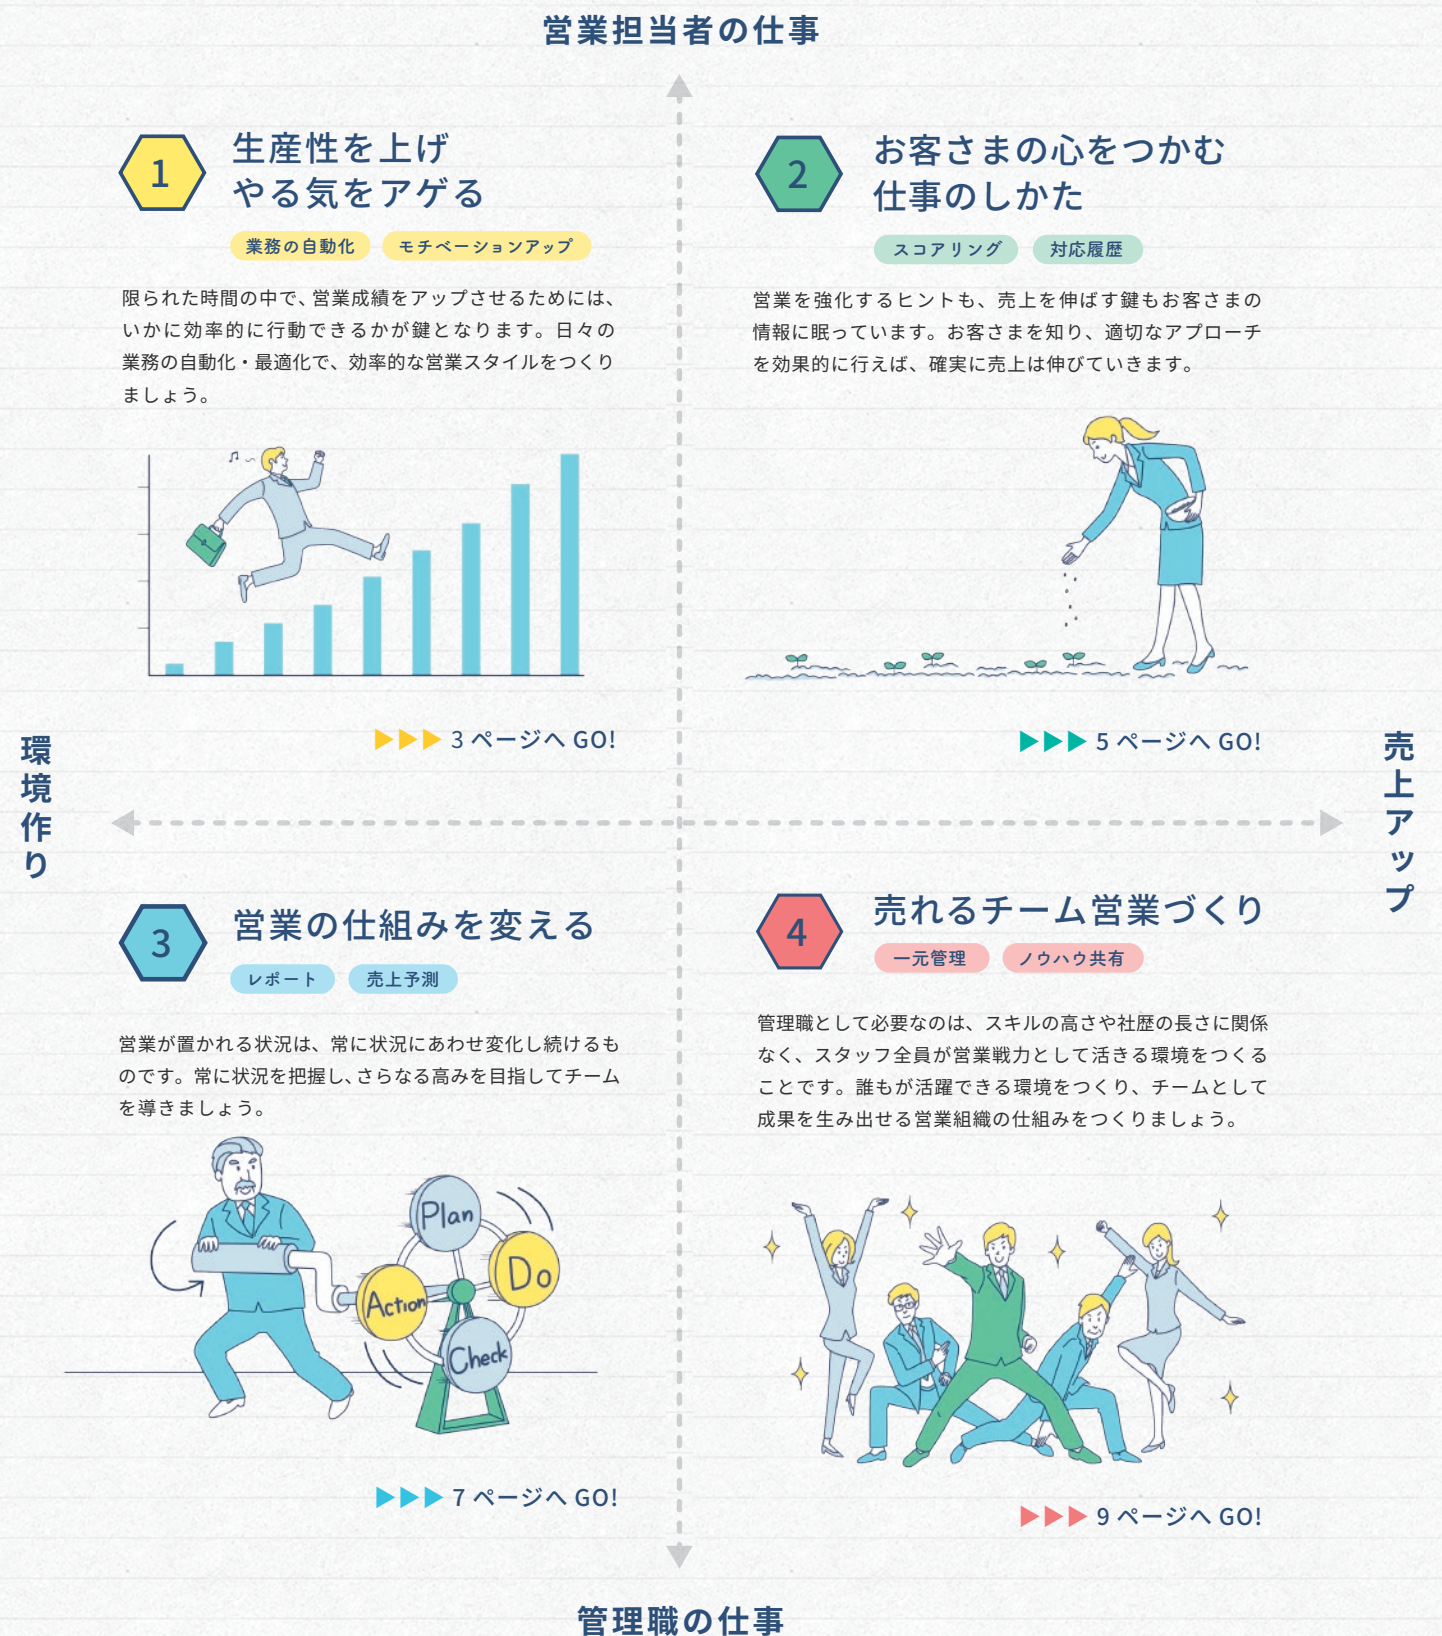 営業担当者の仕事
1
生産性を上げ
やる気をアゲる
業務の自動化 モチベーションアップ
限られた時間の中で、営業成績をアップさせるためには、
いかに効率的に行動できるかが鍵となります。日々の
業務の自動化・最適化で、効率的な営業スタイルをつくり
ましょう。
3 ページへ GO!
2
お客さまの心をつかむ
仕事のしかた
スコアリング 対応履歴
営業を強化するヒントも、売上を伸ばす鍵もお客さまの
情報に眠っています。お客さまを知り、適切なアプローチ
を効果的に行えば、確実に売上は伸びていきます。
5 ページへ GO!
環境作り
売上アップ
3
営業の仕組みを変える
レポート 売上予測
営業が置かれる状況は、常に状況にあわせ変化し続けるも
のです。常に状況を把握し、さらなる高みを目指してチーム
を導きましょう。
Plan
Do
Action
Check
7 ページへ GO!
4
売れるチーム営業づくり
一元管理 ノウハウ共有
管理職として必要なのは、スキルの高さや社歴の長さに関係
なく、スタッフ全員が営業戦力として活きる環境をつくる
ことです。誰もが活躍できる環境をつくり、チームとして
成果を生み出せる営業組織の仕組みをつくりましょう。
9 ページへ GO!
管理職の仕事